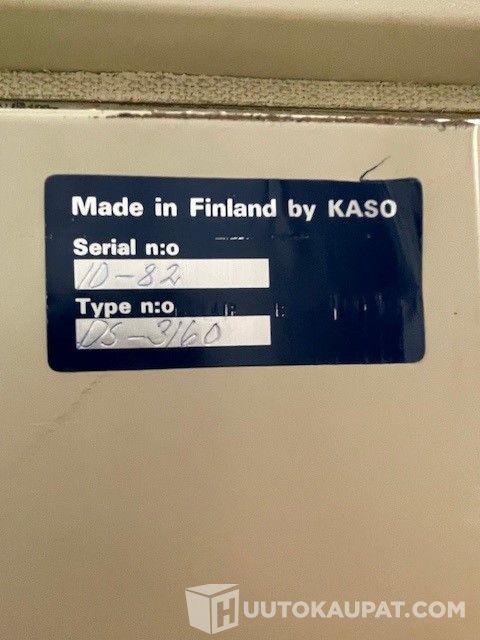 Made in Finland by KASO
Serial n:o
10-82
Type n:o
DS-3160
HUUTOKAUPAT.COM